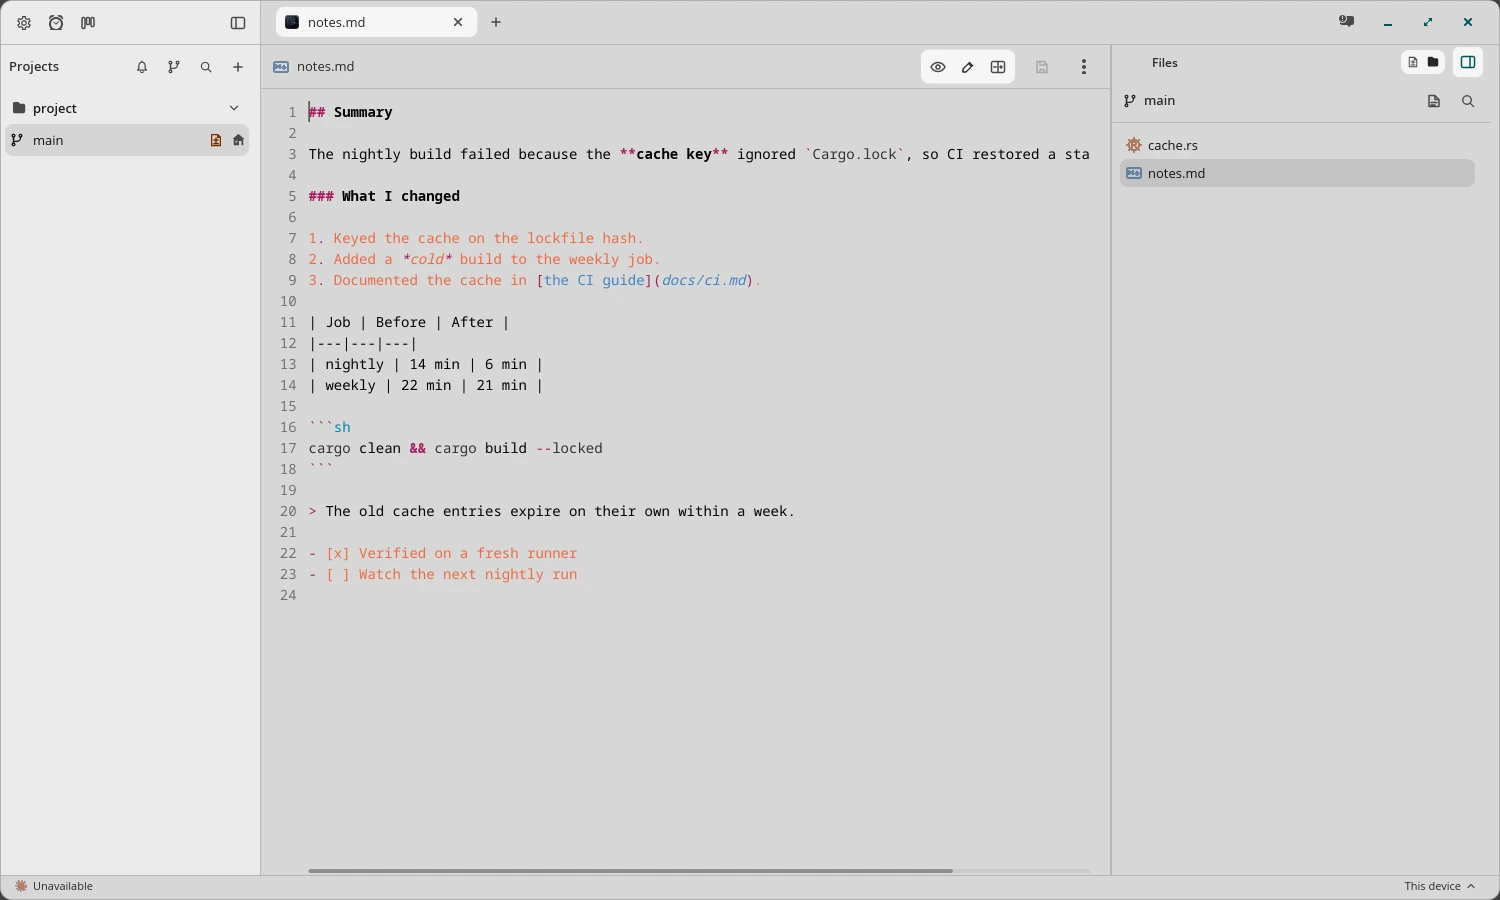 notes.md
Projects
project
main
notes.md
1 ## Summary
2
3 The nightly build failed because the **cache key** ignored `Cargo.lock`, so CI restored a sta
4
5 ### What I changed
6
7 1. Keyed the cache on the lockfile hash.
8 2. Added a *cold* build to the weekly job.
9 3. Documented the cache in [the CI guide](docs/ci.md).
10
11 | Job | Before | After |
12 |---|---|---|
13 | nightly | 14 min | 6 min |
14 | weekly | 22 min | 21 min |
15
16 ```sh
17 cargo clean && cargo build --locked
18 ```
19
20 > The old cache entries expire on their own within a week.
21
22 - [x] Verified on a fresh runner
23 - [ ] Watch the next nightly run
24
Files
main
cache.rs
notes.md
Unavailable
This device